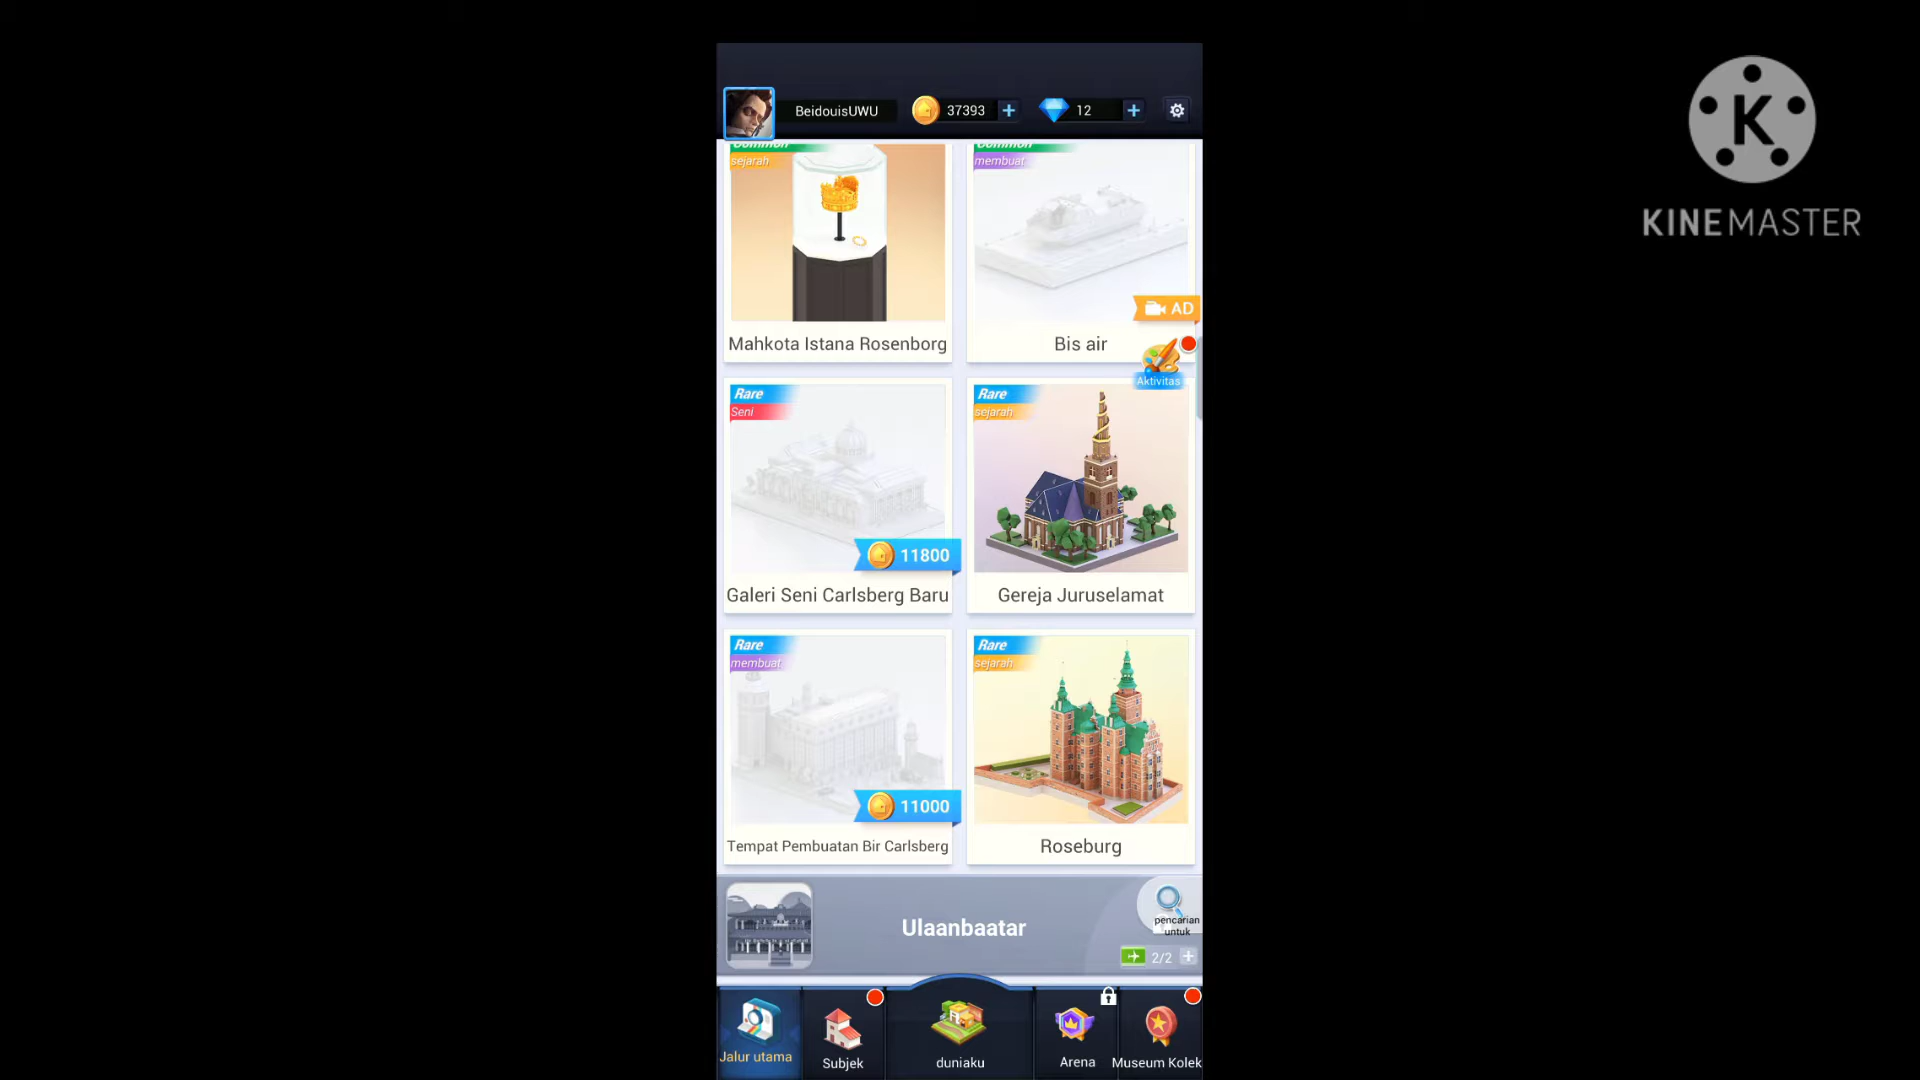 BeidouisUWU 37393 + 12 +
Common
sejarah
Mahkota Istana Rosenborg
Common
membuat
AD
Bis air
Aktivitas
Rare
Seni
11800
Galeri Seni Carlsberg Baru
Rare
sejarah
Gereja Juruselamat
Rare
membuat
11000
Tempat Pembuatan Bir Carlsberg
Rare
sejarah
Roseburg
Ulaanbaatar
pencarian
untuk
2/2 +
Jalur utama
Subjek
duniaku
Arena
Museum Kolek
K
KINEMASTER